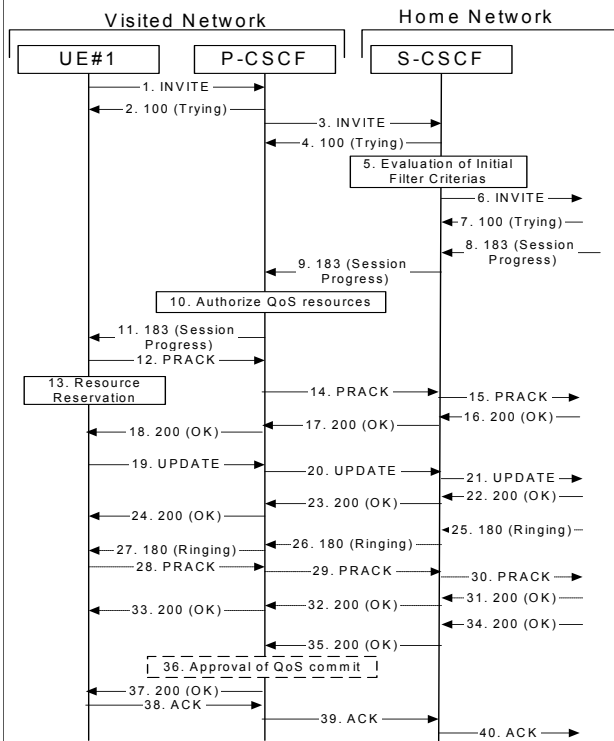 Visited Network
Home Network
UE#1
P-CSCF
S-CSCF
1. INVITE
2. 100 (Trying)
3. INVITE
4. 100 (Trying)
5. Evaluation of Initial
Filter Criterias
6. INVITE
7. 100 (Trying)
8. 183 (Session
Progress)
9. 183 (Session
Progress)
10. Authorize QoS resources
11. 183 (Session
Progress)
12. PRACK
13. Resource
Reservation
14. PRACK
15. PRACK
16. 200 (OK)
17. 200 (OK)
18. 200 (OK)
19. UPDATE
20. UPDATE
21. UPDATE
22. 200 (OK)
23. 200 (OK)
24. 200 (OK)
25. 180 (Ringing)
26. 180 (Ringing)
27. 180 (Ringing)
28. PRACK
29. PRACK
30. PRACK
31. 200 (OK)
32. 200 (OK)
33. 200 (OK)
34. 200 (OK)
35. 200 (OK)
36. Approval of QoS commit
37. 200 (OK)
38. ACK
39. ACK
40. ACK